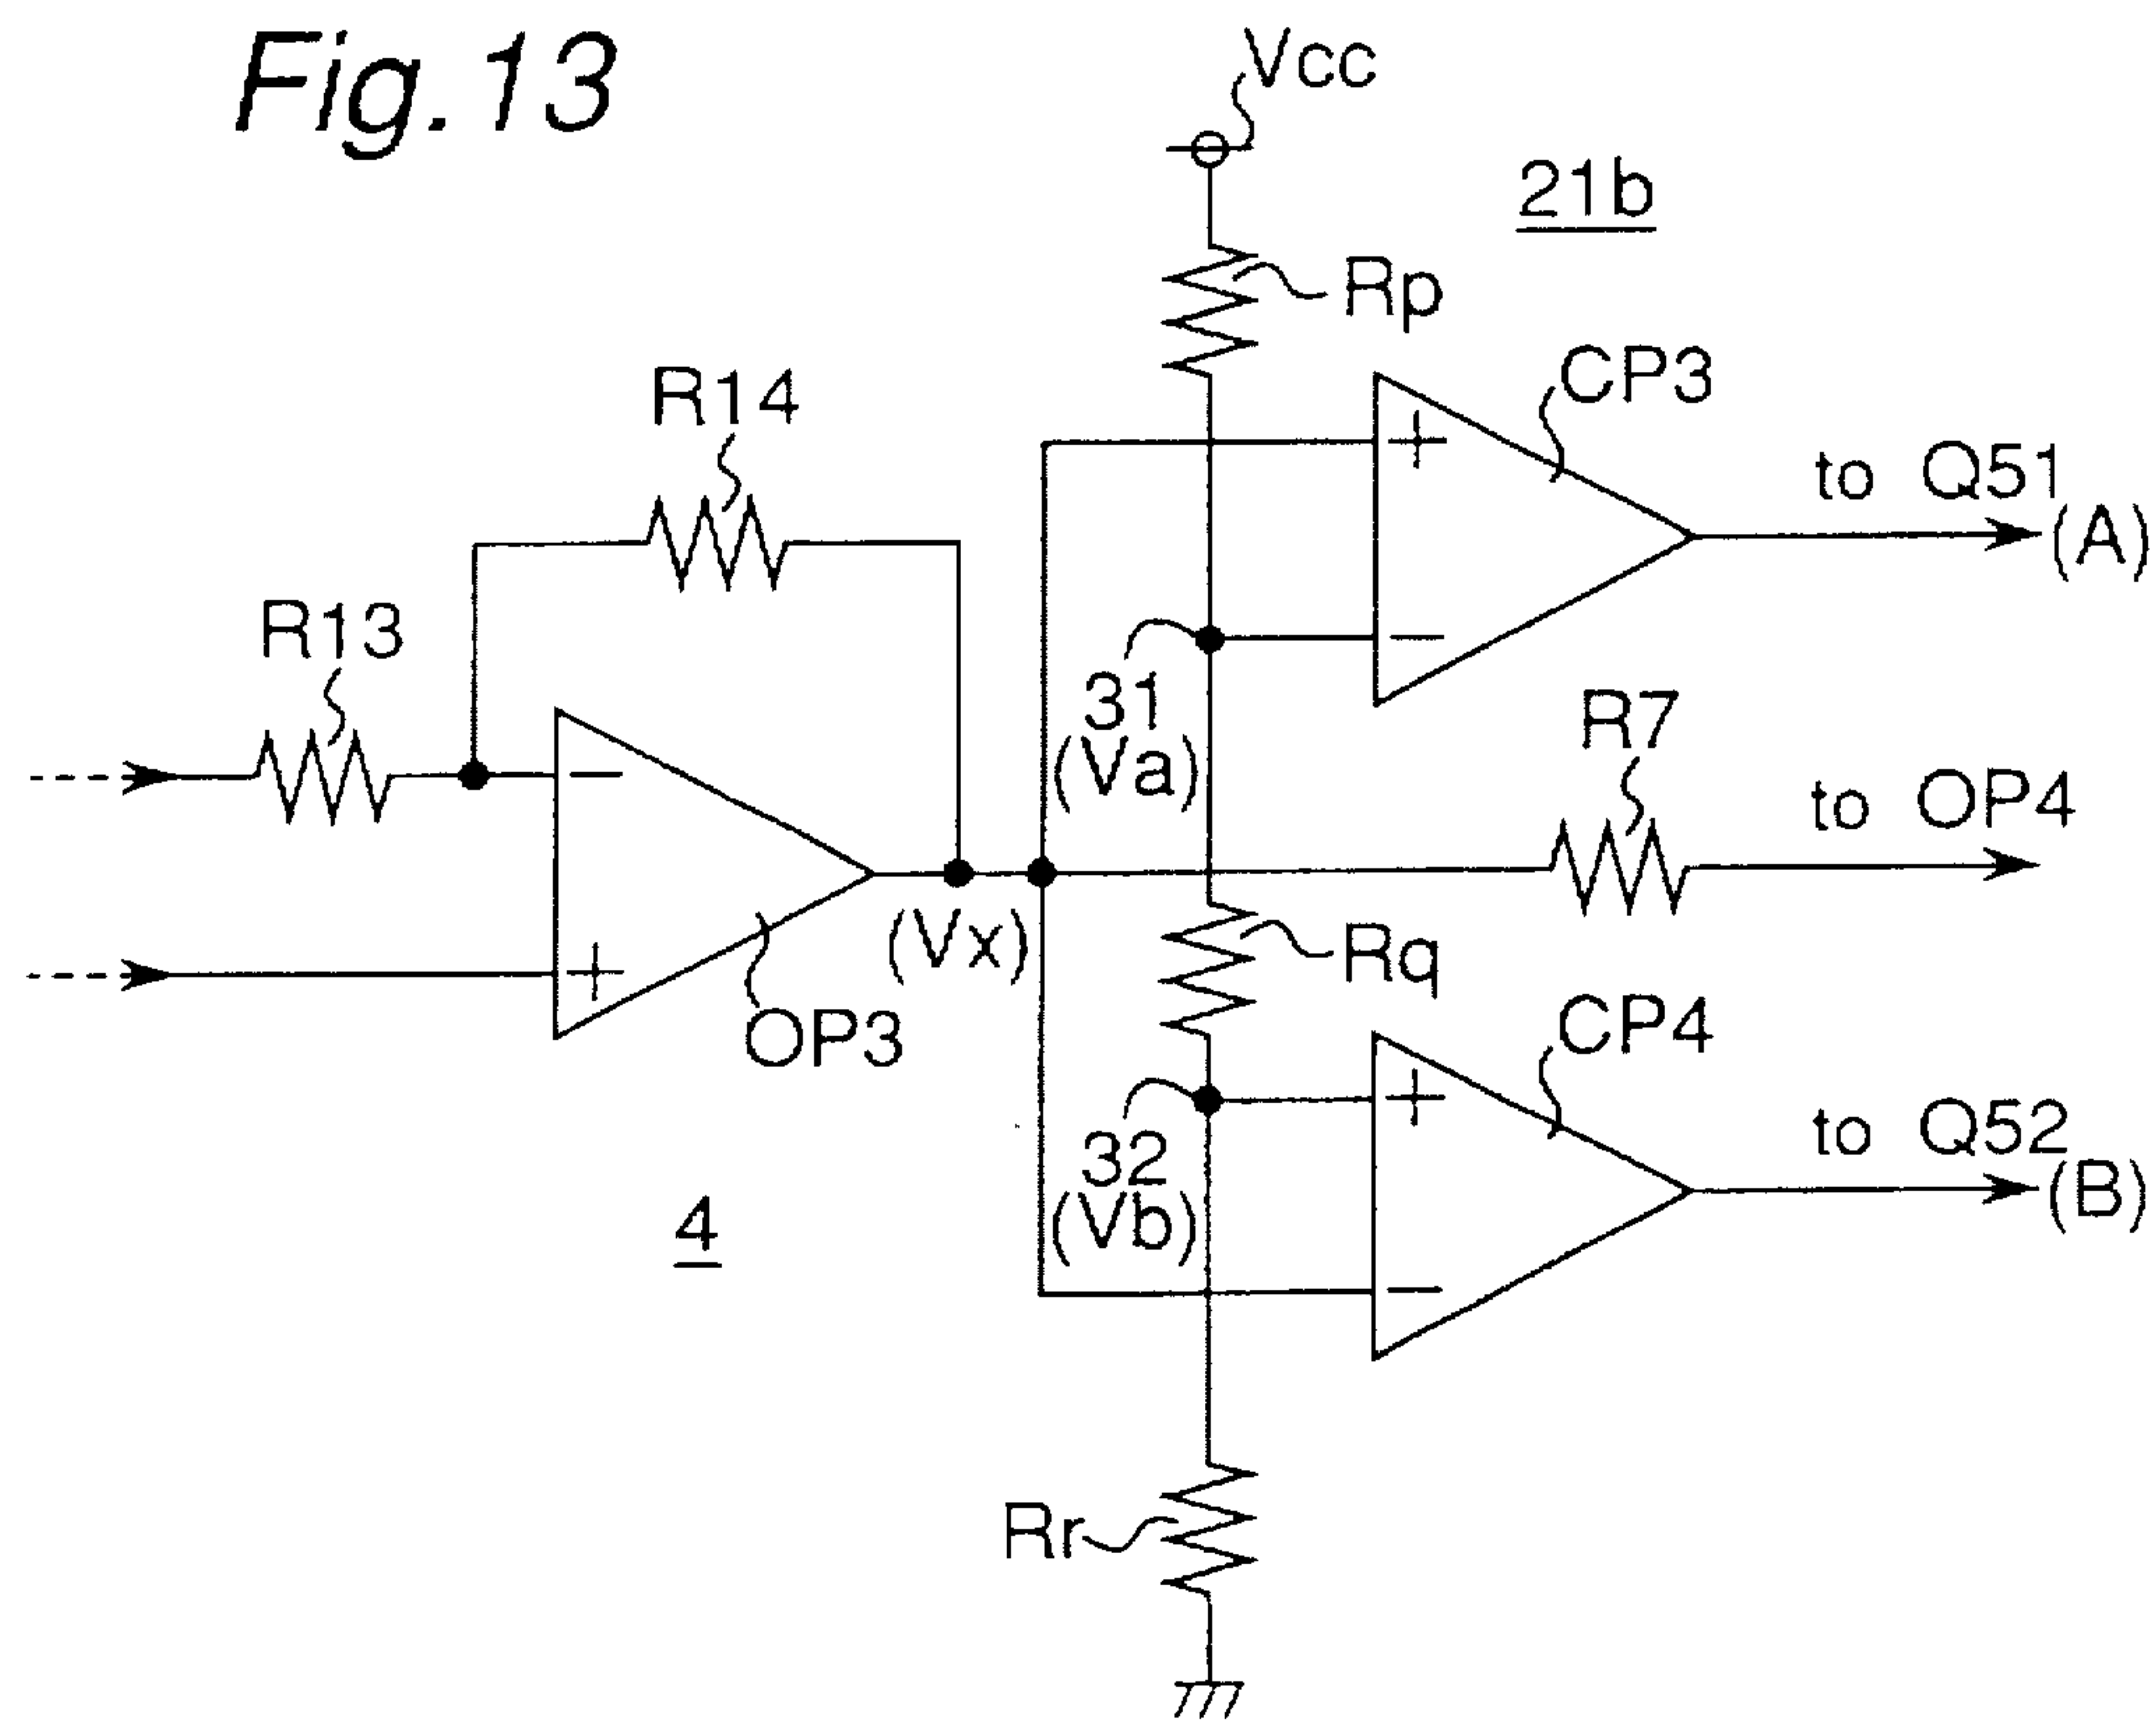 Fig.13
Vcc
21b
Rp
CP3
R14
to Q51
(A)
R13
31
(Va)
R7
to OP4
(Vx)
Rq
OP3
CP4
32
(Vb)
to Q52
(B)
4
Rr
+
−
−
+
+
−